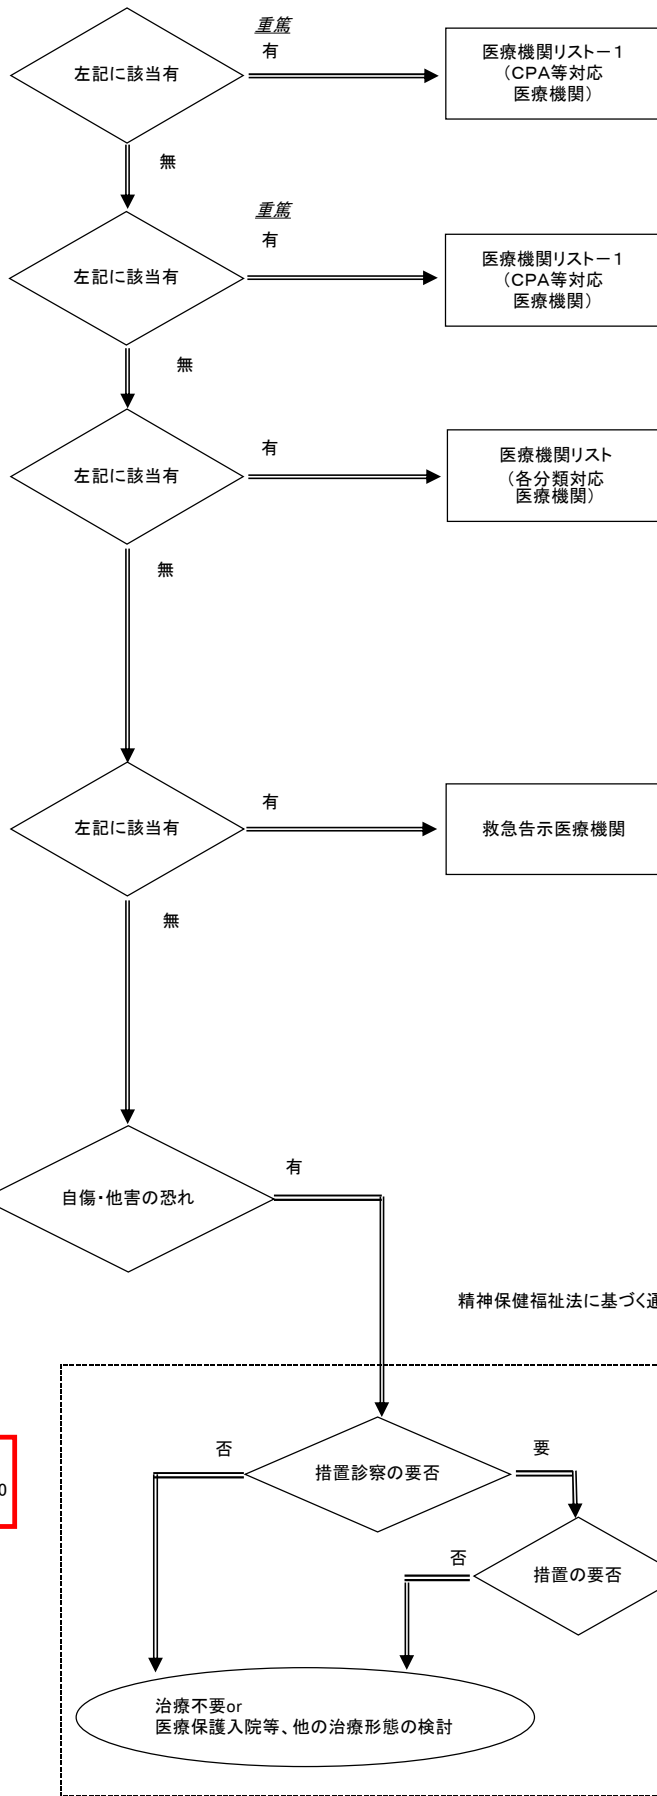 重篤
有
左記に該当有
医療機関リストー１
（CPA等対応
医療機関）
無
重篤
有
左記に該当有
医療機関リストー１
（CPA等対応
医療機関）
無
有
左記に該当有
医療機関リスト
（各分類対応
医療機関）
無
有
左記に該当有
救急告示医療機関
無
有
自傷・他害の恐れ
精神保健福祉法に基づく通
否
措置診察の要否
要
0
否
措置の要否
治療不要or
医療保護入院等、他の治療形態の検討